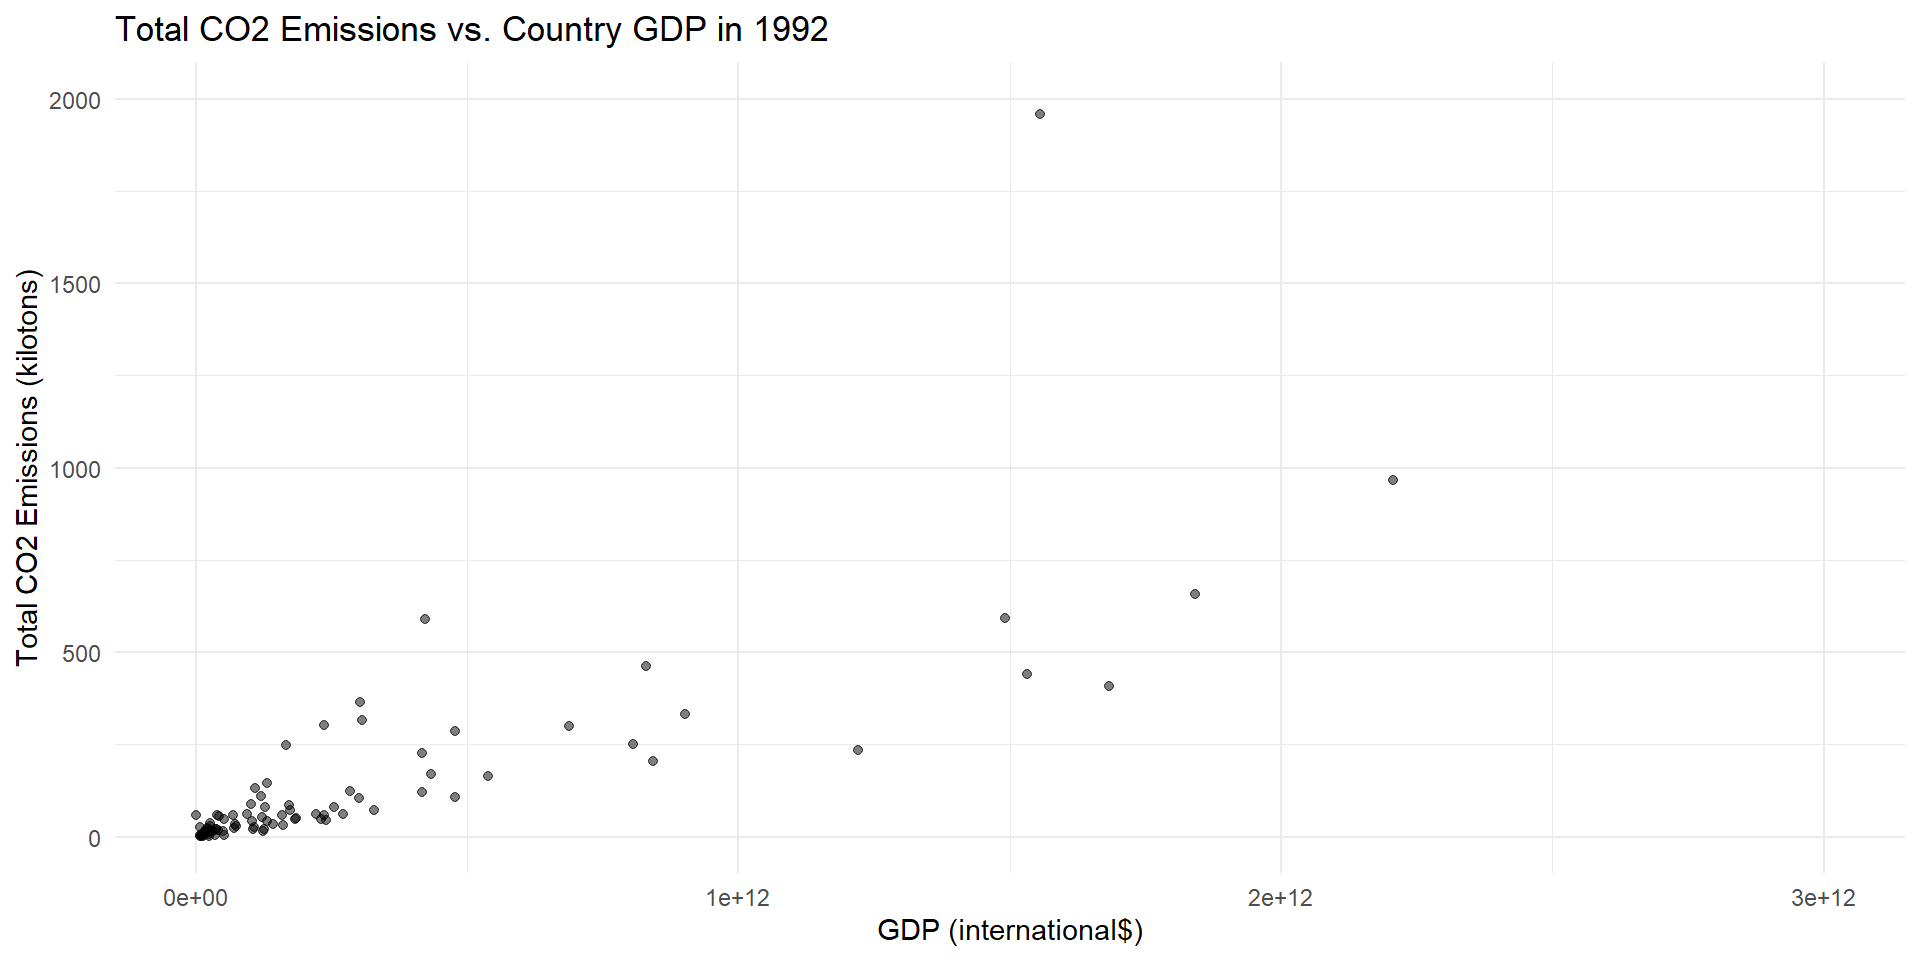 Total CO2 Emissions vs. Country GDP in 1992
Total CO2 Emissions (kilotons)
2000
1500
1000
500
0
0e+00 1e+12 2e+12 3e+12
GDP (international$)